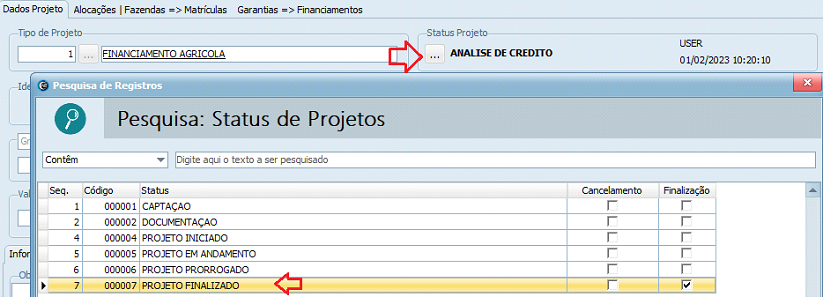 Dados Projeto Alocações | Fazendas => Matrículas Garantias => Financiamentos
Tipo de Projeto Status Projeto
1 ... FINANCIAMENTO AGRICOLA ... ANALISE DE CREDITO USER
01/02/2023 10:20:10
Ide
Pesquisa de Registros
Pesquisa: Status de Projetos
Gr
Contêm Digite aqui o texto a ser pesquisado
Val
Seq. Código Status Cancelamento Finalização
1 000001 CAPTAÇAO
2 000002 DOCUMENTAÇAO
4 000004 PROJETO INICIADO
5 000005 PROJETO EM ANDAMENTO
6 000006 PROJETO PRORROGADO
7 000007 PROJETO FINALIZADO
Infor
Ob